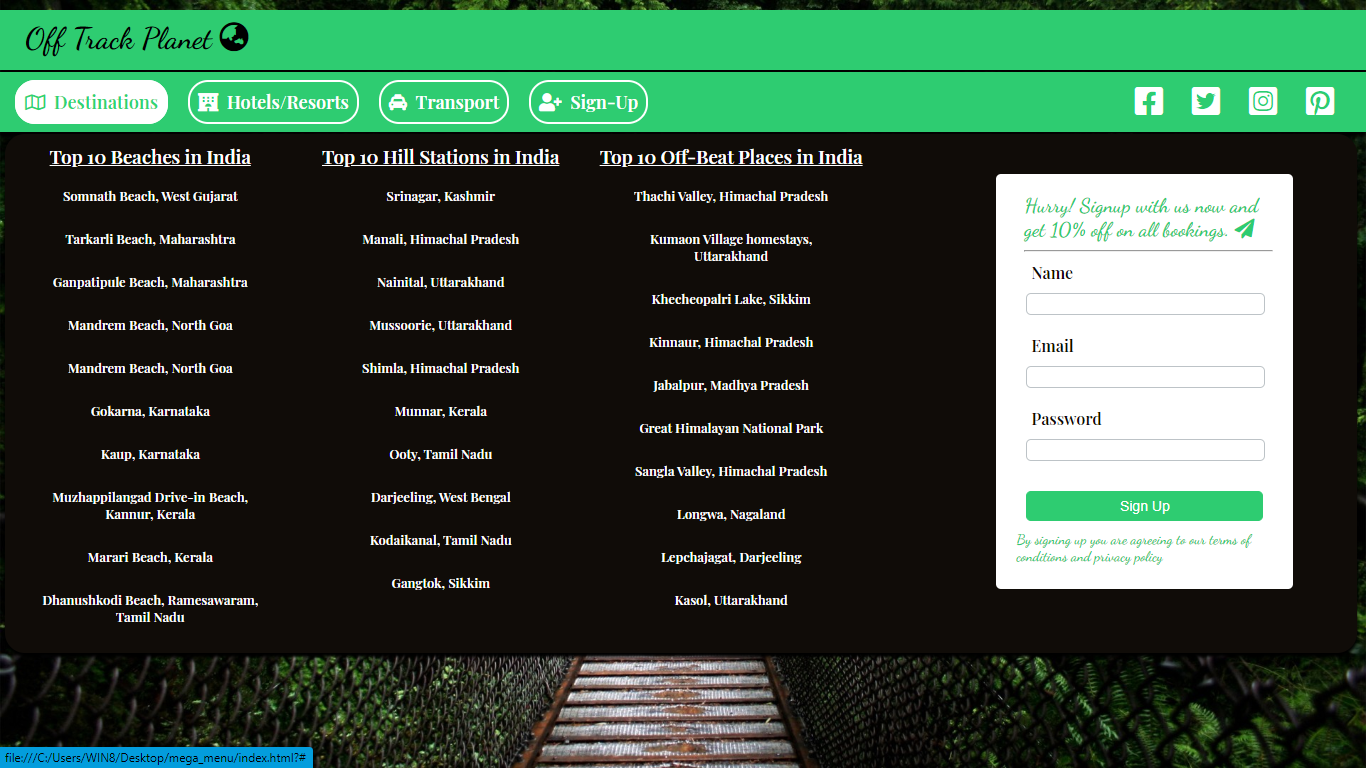 Off Track Planet
Destinations
Hotels/Resorts
Transport
Sign-Up
Top 10 Beaches in India
Somnath Beach, West Gujarat
Tarkarli Beach, Maharashtra
Ganpatipule Beach, Maharashtra
Mandrem Beach, North Goa
Mandrem Beach, North Goa
Gokarna, Karnataka
Kaup, Karnataka
Muzhappilangad Drive-in Beach,
Kannur, Kerala
Marari Beach, Kerala
Dhanushkodi Beach, Ramesawaram,
Tamil Nadu
Top 10 Hill Stations in India
Srinagar, Kashmir
Manali, Himachal Pradesh
Nainital, Uttarakhand
Mussoorie, Uttarakhand
Shimla, Himachal Pradesh
Munnar, Kerala
Ooty, Tamil Nadu
Darjeeling, West Bengal
Kodaikanal, Tamil Nadu
Gangtok, Sikkim
Top 10 Off-Beat Places in India
Thachi Valley, Himachal Pradesh
Kumaon Village homestays,
Uttarakhand
Khecheopalri Lake, Sikkim
Kinnaur, Himachal Pradesh
Jabalpur, Madhya Pradesh
Great Himalayan National Park
Sangla Valley, Himachal Pradesh
Longwa, Nagaland
Lepchajagat, Darjeeling
Kasol, Uttarakhand
Hurry! Signup with us now and
get 10% off on all bookings.
Name
Email
Password
Sign Up
By signing up you are agreeing to our terms of
conditions and privacy policy
file:///C:/Users/WIN8/Desktop/mega_menu/index.html?#